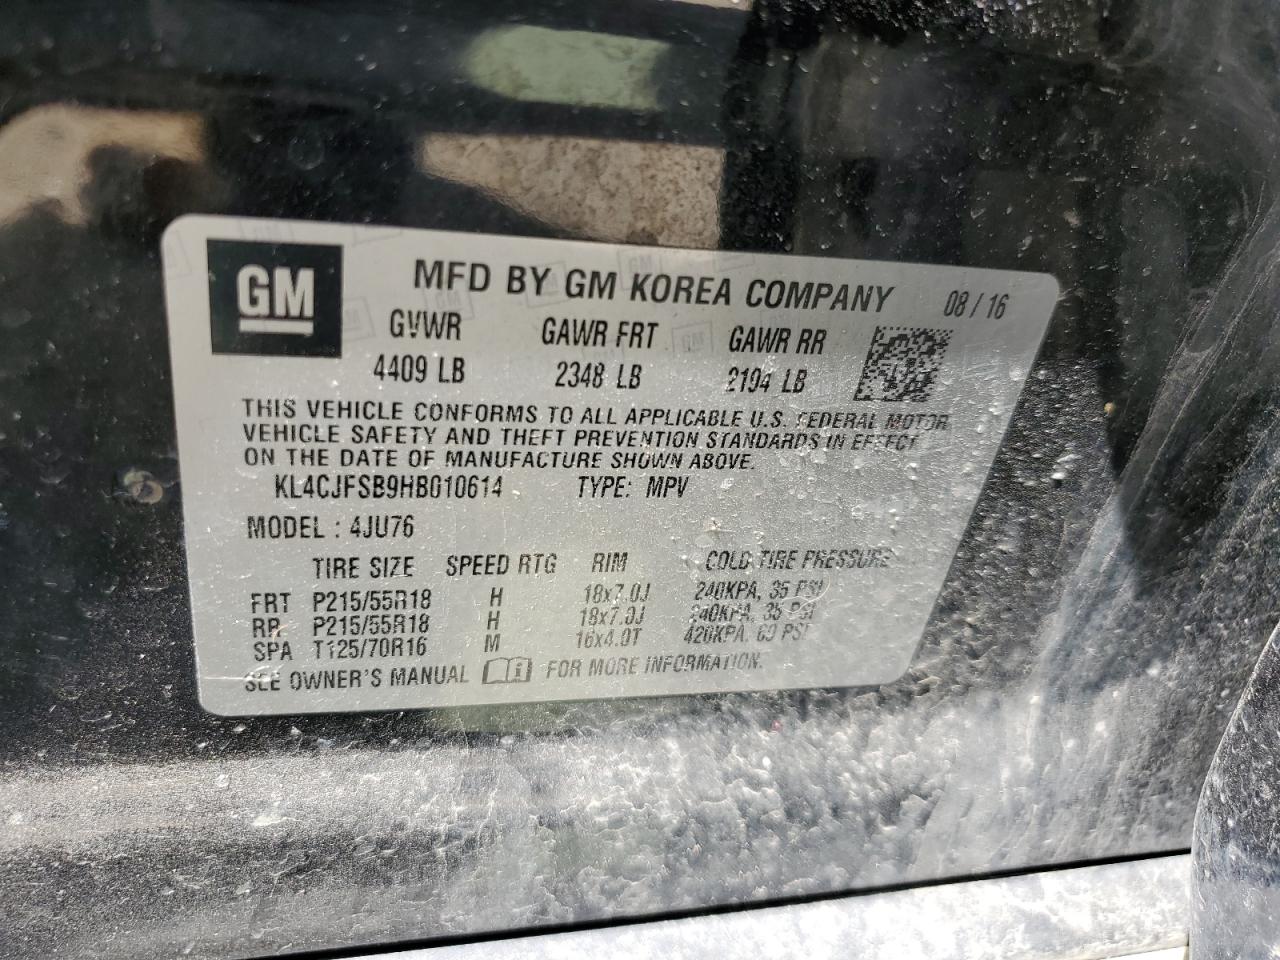 GM
MFD BY GM KOREA COMPANY 08/16
GVWR GAWR FRT GAWR RR
4409 LB 2348 LB 2194 LB
THIS VEHICLE CONFORMS TO ALL APPLICABLE U.S. FEDERAL MOTOR
VEHICLE SAFETY AND THEFT PREVENTION STANDARDS IN EFFECT
ON THE DATE OF MANUFACTURE SHOWN ABOVE.
KL4CJFSB9HB010614 TYPE: MPV
MODEL : 4JU76
TIRE SIZE SPEED RTG RIM COLD TIRE PRESSURE
FRT P215/55R18 H 18x7.0J 240KPA, 35 PSI
RR P215/55R18 H 18x7.0J 240KPA, 35 PSI
SPA T125/70R16 M 16x4.0T 420KPA, 60 PSI
SEE OWNER'S MANUAL FOR MORE INFORMATION.